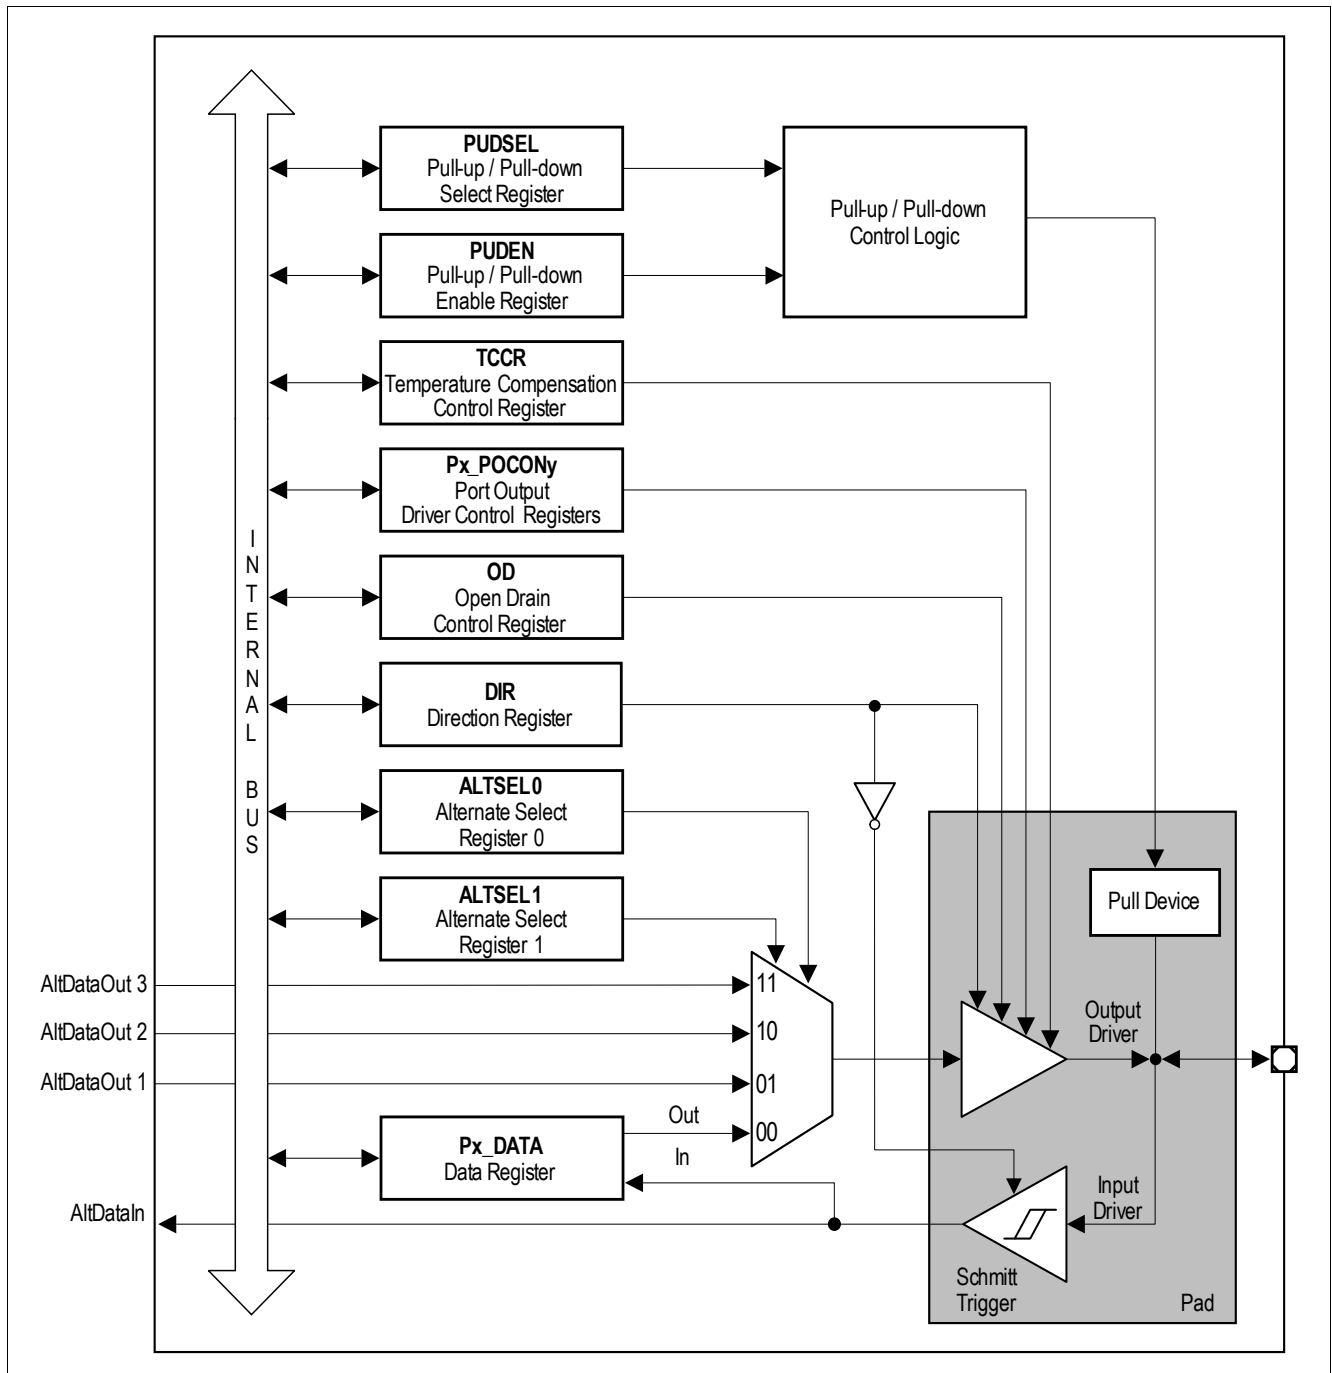 PUDSEL
Pull-up / Pull-down
Select Register
Pull-up / Pull-down
Control Logic
PUDEN
Pull-up / Pull-down
Enable Register
TCCR
Temperature Compensation
Control Register
Px_POCONy
Port Output
Driver Control Registers
OD
Open Drain
Control Register
DIR
Direction Register
INTERNAL BUS
ALTSEL0
Alternate Select
Register 0
ALTSEL1
Alternate Select
Register 1
Pull Device
AltDataOut 3
11
AltDataOut 2
10
AltDataOut 1
01
Output
Driver
Out
00
Px_DATA
Data Register
In
AltDataIn
Input
Driver
Schmitt
Trigger
Pad